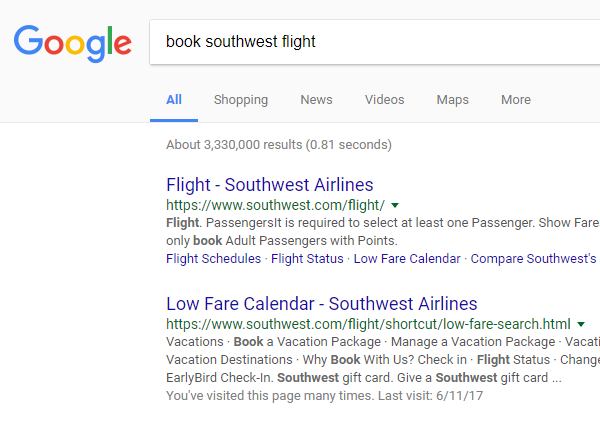 Google
book southwest flight
All Shopping News Videos Maps More
About 3,330,000 results (0.81 seconds)
Flight - Southwest Airlines
https://www.southwest.com/flight/
Flight. PassengersIt is required to select at least one Passenger. Show Fare
only book Adult Passengers with Points.
Flight Schedules · Flight Status · Low Fare Calendar · Compare Southwest's
Low Fare Calendar - Southwest Airlines
https://www.southwest.com/flight/shortcut/low-fare-search.html
Vacations · Book a Vacation Package · Manage a Vacation Package · Vacati
Vacation Destinations · Why Book With Us? Check in · Flight Status · Change
EarlyBird Check-In. Southwest gift card. Give a Southwest gift card ...
You've visited this page many times. Last visit: 6/11/17